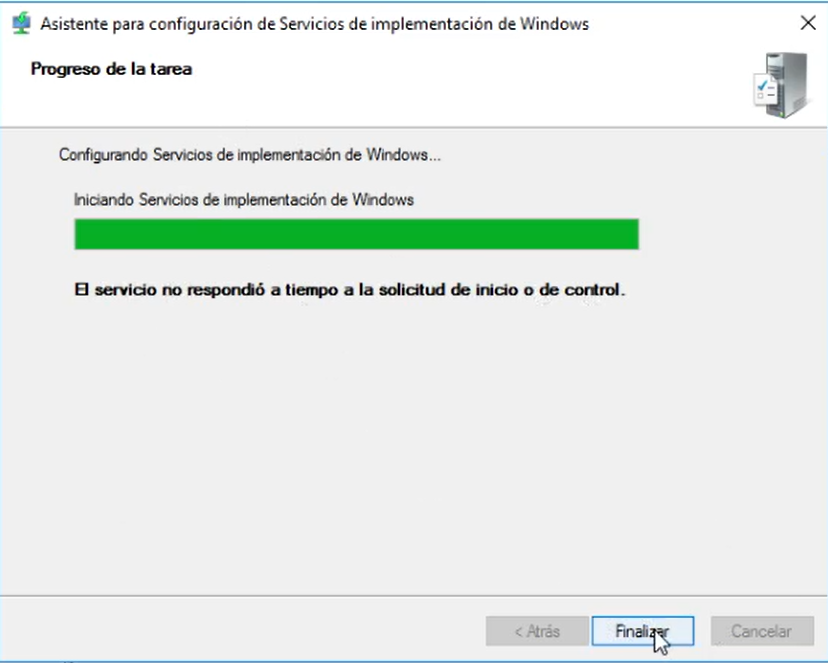 Asistente para configuración de Servicios de implementación de Windows
Progreso de la tarea
Configurando Servicios de implementación de Windows...
Iniciando Servicios de implementación de Windows
El servicio no respondió a tiempo a la solicitud de inicio o de control.
< Atrás
Finalizar
Cancelar